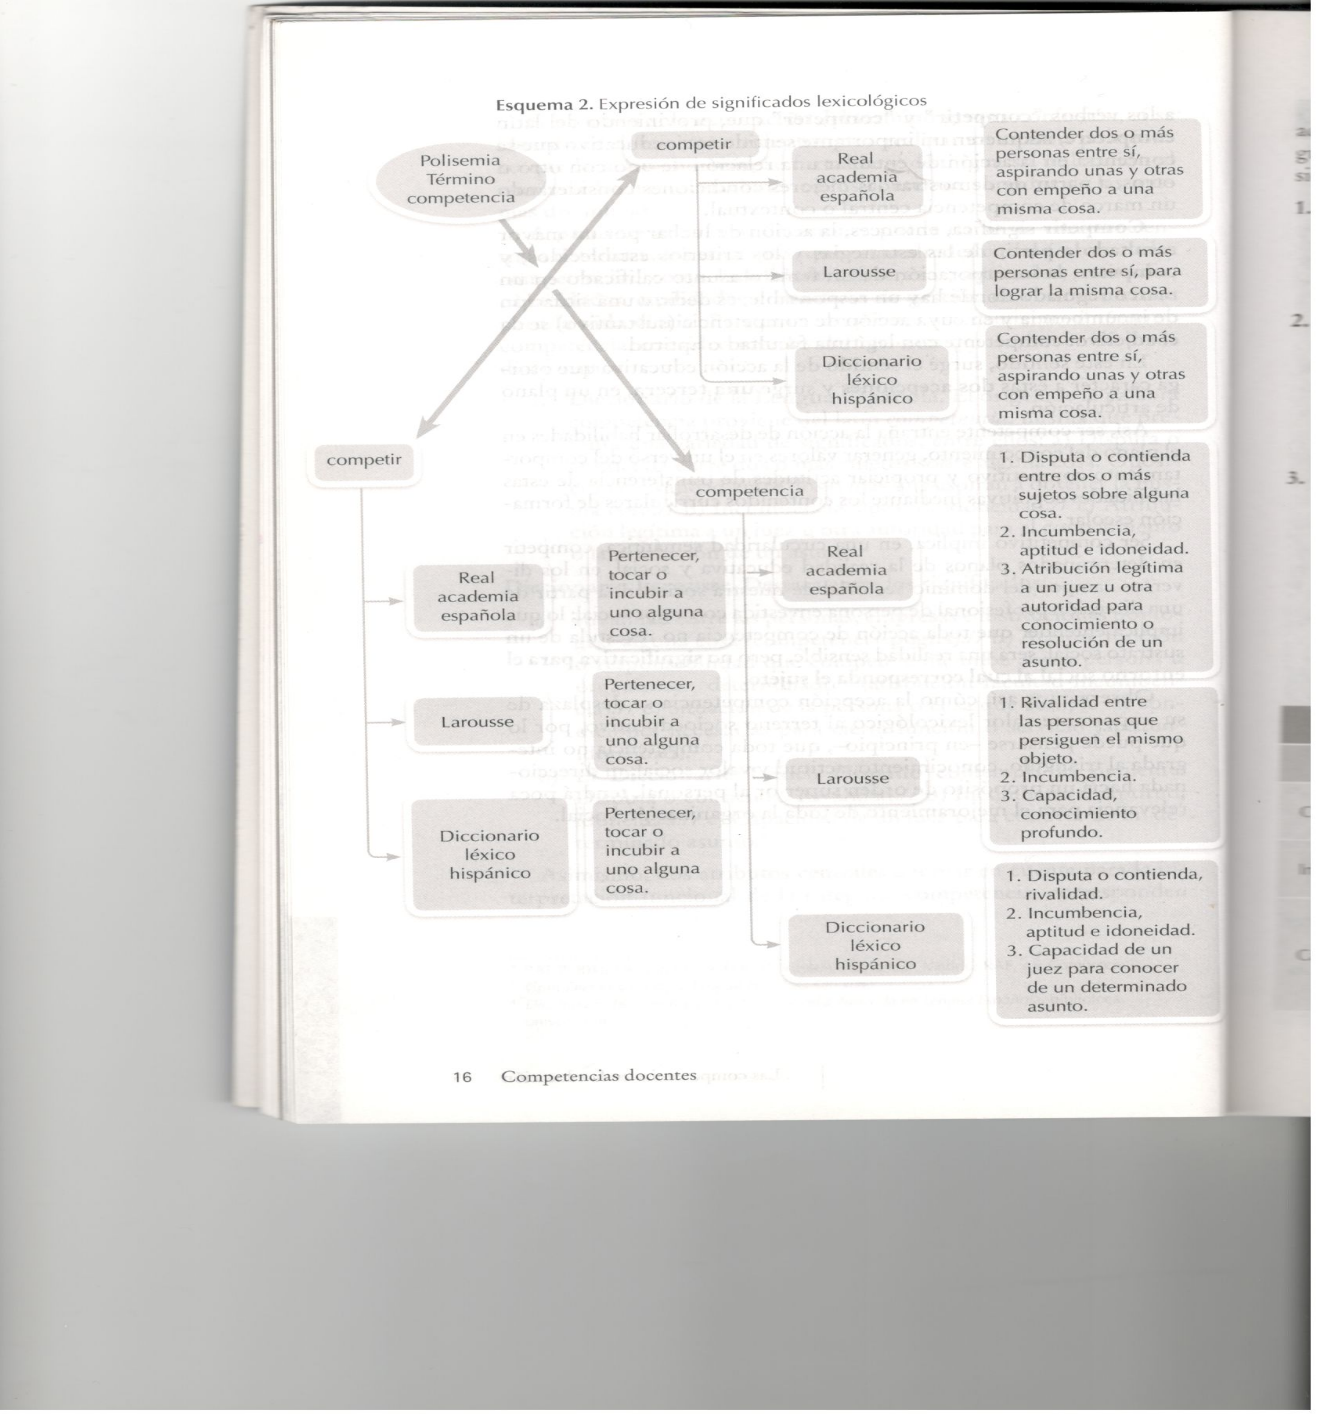 Esquema 2. Expresión de significados lexicológicos
Polisemia
Término
competencia
competir
Real
academia
española
Contender dos o más
personas entre sí,
aspirando unas y otras
con empeño a una
misma cosa.
Larousse
Contender dos o más
personas entre sí, para
lograr la misma cosa.
Diccionario
léxico
hispánico
Contender dos o más
personas entre sí,
aspirando unas y otras
con empeño a una
misma cosa.
competir
Real
academia
española
Pertenecer,
tocar o
incubir a
uno alguna
cosa.
Larousse
Pertenecer,
tocar o
incubir a
uno alguna
cosa.
Diccionario
léxico
hispánico
Pertenecer,
tocar o
incubir a
uno alguna
cosa.
competencia
Real
academia
española
1. Disputa o contienda
entre dos o más
sujetos sobre alguna
cosa.
2. Incumbencia,
aptitud e idoneidad.
3. Atribución legítima
a un juez u otra
autoridad para
conocimiento o
resolución de un
asunto.
Larousse
1. Rivalidad entre
las personas que
persiguen el mismo
objeto.
2. Incumbencia.
3. Capacidad,
conocimiento
profundo.
Diccionario
léxico
hispánico
1. Disputa o contienda,
rivalidad.
2. Incumbencia,
aptitud e idoneidad.
3. Capacidad de un
juez para conocer
de un determinado
asunto.
16 Competencias docentes
1.
2.
3.